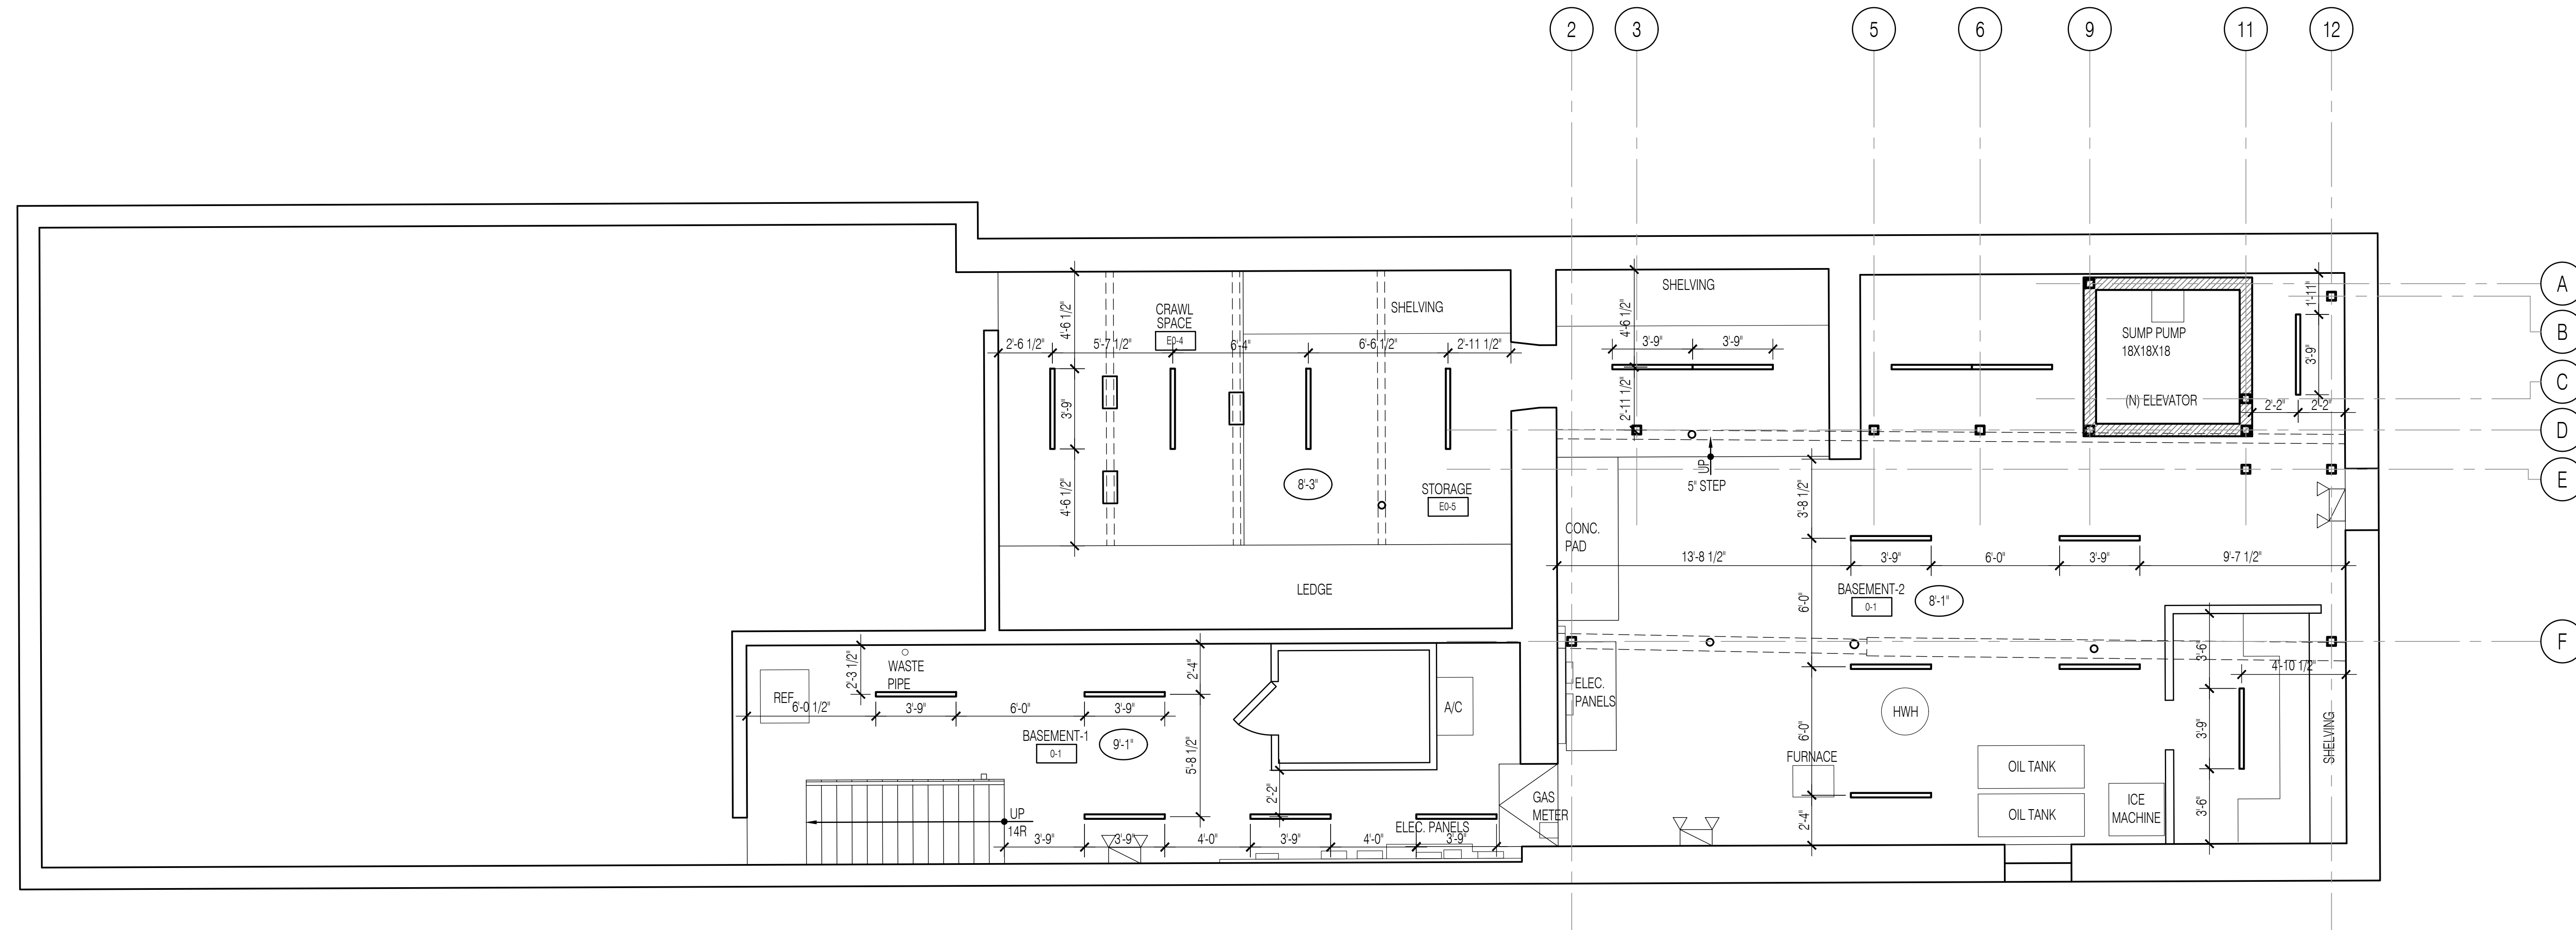 2
3
5
6
9
11
12
A
B
C
D
E
F
4'-6 1/2"
3'-9"
4'-6 1/2"
2'-6 1/2"
5'-7 1/2"
6'-4"
6'-6 1/2"
2'-11 1/2"
CRAWL
SPACE
E0-4
SHELVING
8'-3"
STORAGE
E0-5
LEDGE
SHELVING
4'-6 1/2"
3'-9"
3'-9"
2'-11 1/2"
UP
5" STEP
SUMP PUMP
18X18X18
(N) ELEVATOR
1'-11"
3'-9"
2'-2"
2'-2"
CONC.
PAD
3'-8 1/2"
13'-8 1/2"
3'-9"
6'-0"
3'-9"
9'-7 1/2"
BASEMENT-2
0-1
8'-1"
6'-0"
ELEC.
PANELS
HWH
6'-0"
FURNACE
OIL TANK
OIL TANK
ICE
MACHINE
2'-4"
3'-6"
4'-10 1/2"
3'-9"
3'-6"
SHELVING
REF.
WASTE
PIPE
2'-3 1/2"
6'-0 1/2"
3'-9"
6'-0"
3'-9"
2'-4"
BASEMENT-1
0-1
9'-1"
5'-8 1/2"
A/C
2'-2"
UP
14R
GAS
METER
ELEC. PANELS
3'-9"
3'-9"
4'-0"
3'-9"
4'-0"
3'-9"